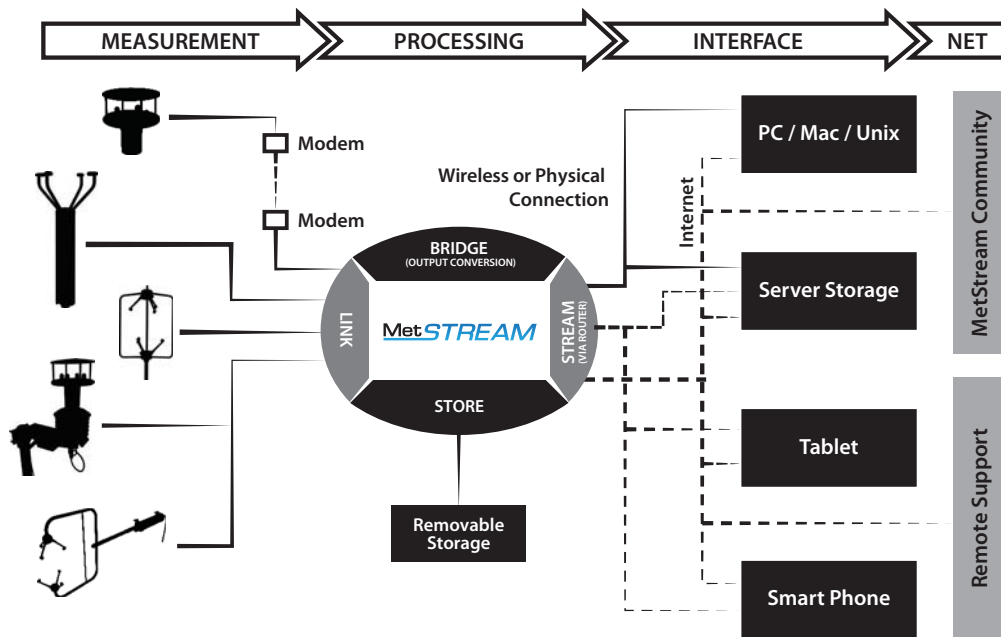 MEASUREMENT
PROCESSING
INTERFACE
NET
Modem
Modem
Wireless or Physical
Connection
Internet
BRIDGE
(OUTPUT CONVERSION)
LINK
MetSTREAM
STREAM
(VIA ROUTER)
STORE
Removable
Storage
PC / Mac / Unix
Server Storage
Tablet
Smart Phone
MetStream Community
Remote Support